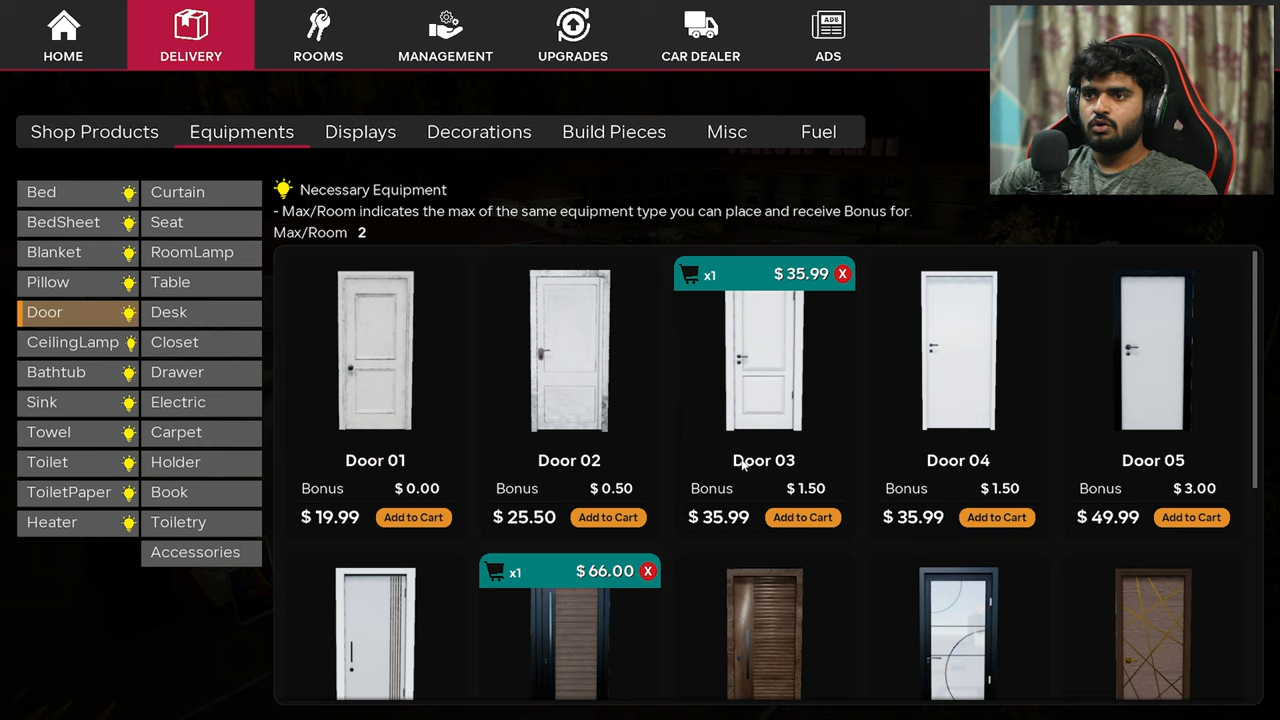 HOME
DELIVERY
ROOMS
MANAGEMENT
UPGRADES
CAR DEALER
ADS
ADS
Shop Products
Equipments
Displays
Decorations
Build Pieces
Misc
Fuel
Bed
Curtain
BedSheet
Seat
Blanket
RoomLamp
Pillow
Table
Door
Desk
CeilingLamp
Closet
Bathtub
Drawer
Sink
Electric
Towel
Carpet
Toilet
Holder
ToiletPaper
Book
Heater
Toiletry
Accessories
Necessary Equipment
- Max/Room indicates the max of the same equipment type you can place and receive Bonus for.
Max/Room 2
x1 $ 35.99 X
Door 01
Bonus $ 0.00
$ 19.99 Add to Cart
Door 02
Bonus $ 0.50
$ 25.50 Add to Cart
Door 03
Bonus $ 1.50
$ 35.99 Add to Cart
Door 04
Bonus $ 1.50
$ 35.99 Add to Cart
Door 05
Bonus $ 3.00
$ 49.99 Add to Cart
x1 $ 66.00 X